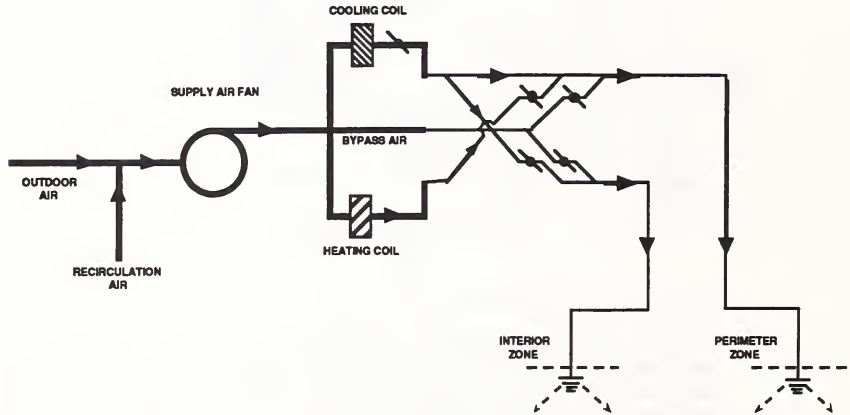 COOLING COIL
SUPPLY AIR FAN
BYPASS AIR
OUTDOOR
AIR
HEATING COIL
RECIRCULATION
AIR
INTERIOR
ZONE
PERIMETER
ZONE